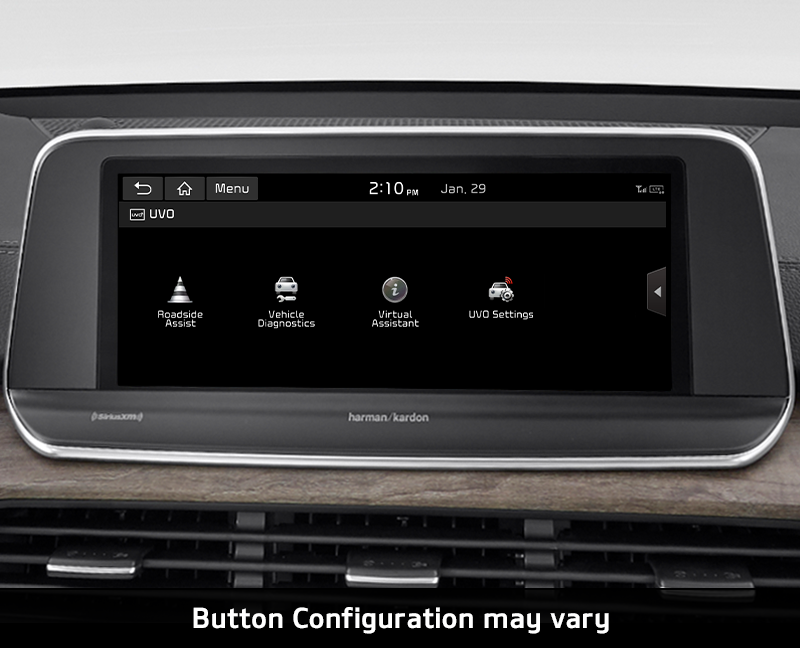 Menu 2:10 PM Jan. 29
UVO UVO
Roadside
Assist
Vehicle
Diagnostics
Virtual
Assistant
UVO Settings
((SiriusXM))
harman/kardon
Button Configuration may vary